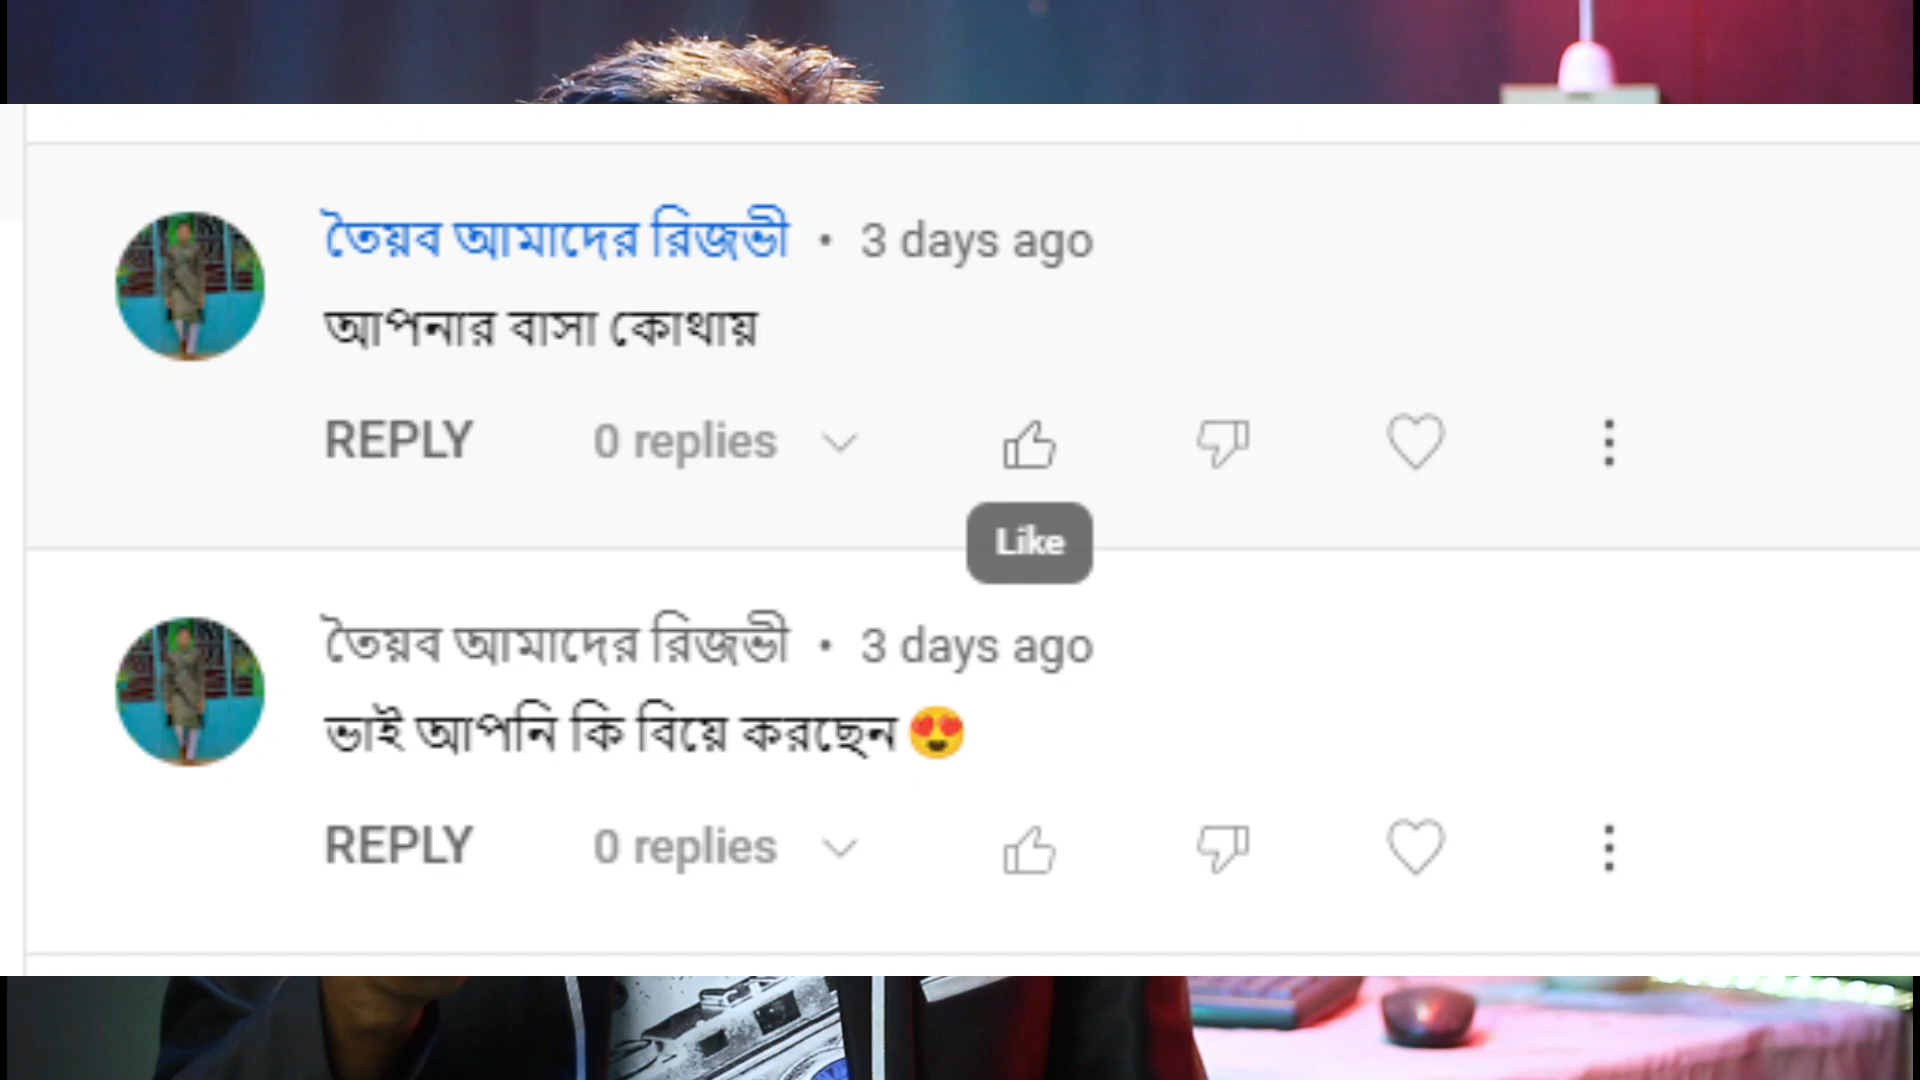 তৈয়ব আমাদের রিজভী • 3 days ago
আপনার বাসা কোথায়
REPLY 0 replies
Like
তৈয়ব আমাদের রিজভী • 3 days ago
ভাই আপনি কি বিয়ে করছেন😍
REPLY 0 replies